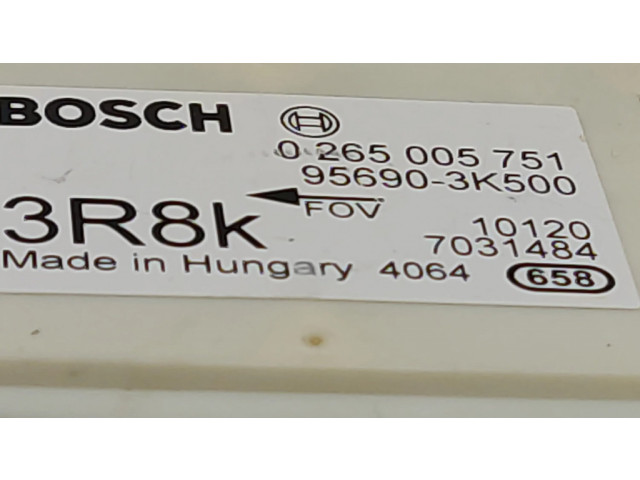 BOSCH
0 265 005 751
95690-3K500
3R8k
FOV
10120
7031484
Made in Hungary 4064
658